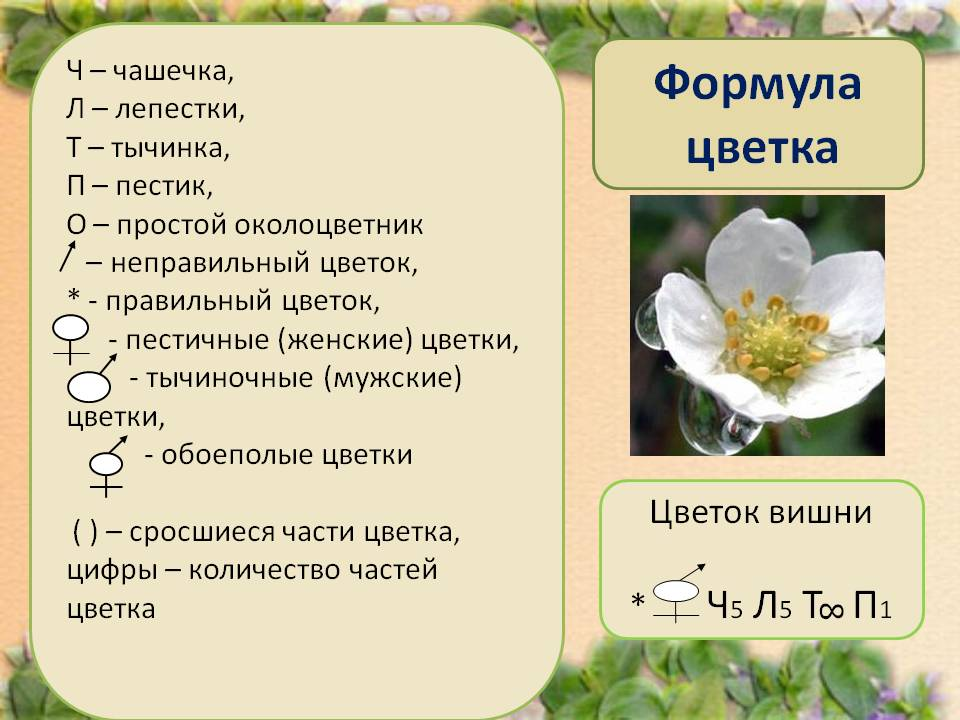 Ч – чашечка,
Л – лепестки,
Т – тычинка,
П – пестик,
О – простой околоцветник
– неправильный цветок,
* - правильный цветок,
- пестичные (женские) цветки,
- тычиночные (мужские)
цветки,
- обоеполые цветки
( ) – сросшиеся части цветка,
цифры – количество частей
цветка
Формула
цветка
Цветок вишни
* Ч5 Л5 Т∞ П1